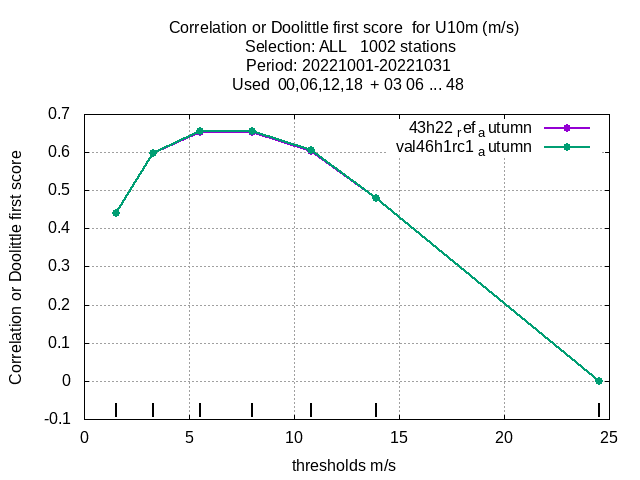 Correlation or Doolittle first score  for U10m (m/s)
Selection: ALL   1002 stations
Period: 20221001-20221031
Used  00,06,12,18  + 03 06 ... 48
43h22 ref a utumn
val46h1rc1 a utumn
Correlation or Doolittle first score
0.7
0.6
0.5
0.4
0.3
0.2
0.1
0
-0.1
0 5 10 15 20 25
thresholds m/s